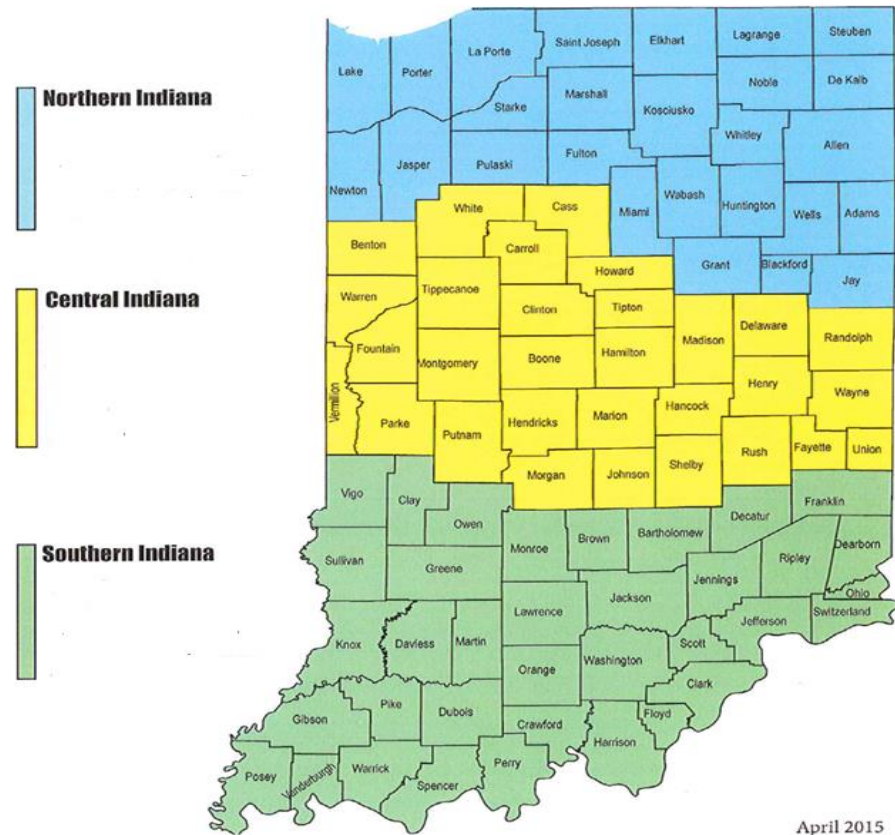 Northern Indiana
Central Indiana
Southern Indiana
Lake
Porter
La Porte
Saint Joseph
Elkhart
Lagrange
Steuben
Noble
De Kalb
Starke
Marshall
Kosciusko
Whitley
Allen
Newton
Jasper
Pulaski
Fulton
Miami
Wabash
Huntington
Wells
Adams
Grant
Blackford
Jay
White
Cass
Benton
Carroll
Howard
Warren
Tippecanoe
Clinton
Tipton
Madison
Delaware
Randolph
Fountain
Montgomery
Boone
Hamilton
Henry
Wayne
Vermillion
Parke
Putnam
Hendricks
Marion
Hancock
Rush
Fayette
Union
Morgan
Johnson
Shelby
Vigo
Clay
Owen
Monroe
Brown
Bartholomew
Decatur
Franklin
Sullivan
Greene
Jackson
Jennings
Ripley
Dearborn
Ohio
Lawrence
Jefferson
Switzerland
Knox
Daviess
Martin
Orange
Washington
Scott
Clark
Gibson
Pike
Dubois
Crawford
Harrison
Floyd
Posey
Vanderburgh
Warrick
Spencer
Perry
April 2015